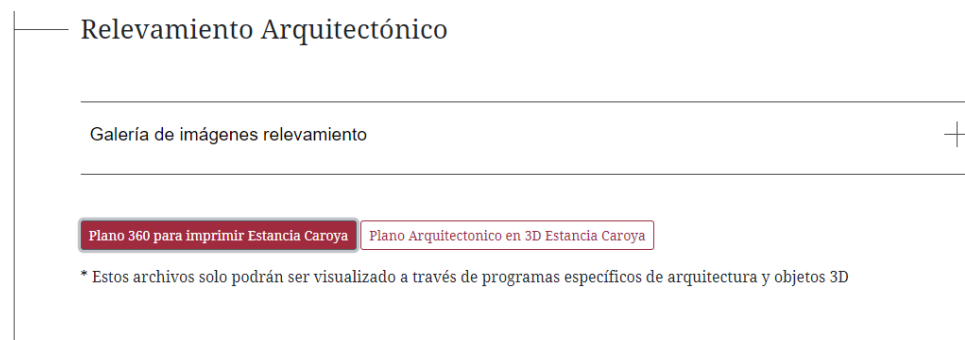 Relevamiento Arquitectónico
Galería de imágenes relevamiento
Plano 360 para imprimir Estancia Caroya Plano Arquitectonico en 3D Estancia Caroya
* Estos archivos solo podrán ser visualizado a través de programas específicos de arquitectura y objetos 3D